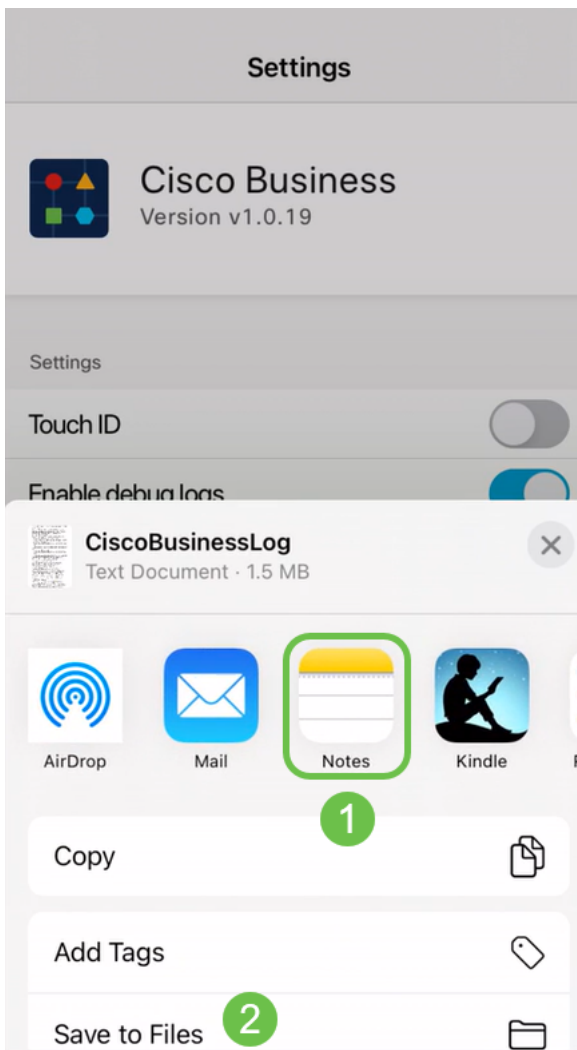 Settings
Cisco Business
Version v1.0.19
Settings
Touch ID
Enable debug logs
CiscoBusinessLog
Text Document · 1.5 MB
AirDrop Mail Notes Kindle
1
Copy
Add Tags
Save to Files 2